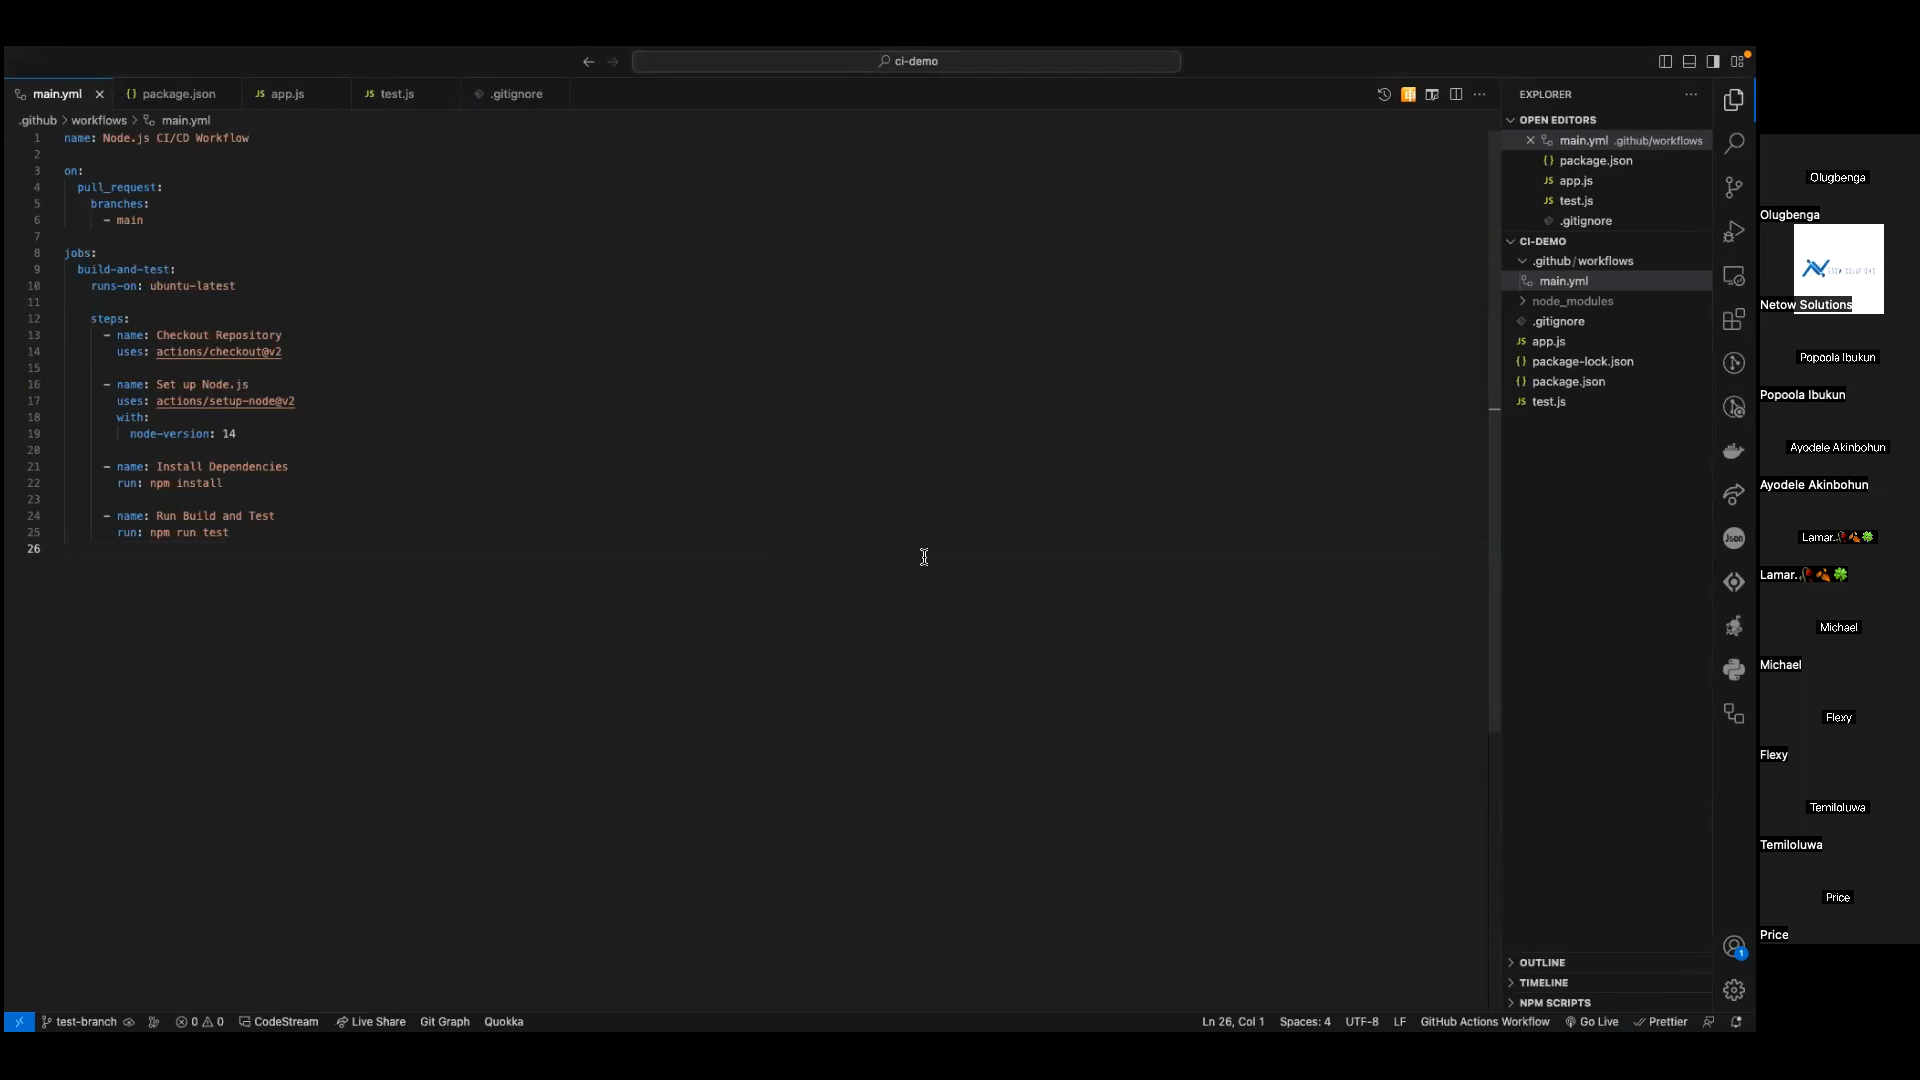 ci-demo
main.yml
package.json
app.js
test.js
.gitignore
.github > workflows > main.yml
1 name: Node.js CI/CD Workflow
2
3 on:
4 pull_request:
5 branches:
6 - main
7
8 jobs:
9 build-and-test:
10 runs-on: ubuntu-latest
11
12 steps:
13 - name: Checkout Repository
14 uses: actions/checkout@v2
15
16 - name: Set up Node.js
17 uses: actions/setup-node@v2
18 with:
19 node-version: 14
20
21 - name: Install Dependencies
22 run: npm install
23
24 - name: Run Build and Test
25 run: npm run test
26
EXPLORER
OPEN EDITORS
main.yml .github/workflows
package.json
app.js
test.js
.gitignore
CI-DEMO
.github/workflows
main.yml
node_modules
.gitignore
app.js
package-lock.json
package.json
test.js
OUTLINE
TIMELINE
NPM SCRIPTS
Json
1
test-branch
0 0
CodeStream
Live Share
Git Graph
Quokka
Ln 26, Col 1
Spaces: 4
UTF-8
LF
GitHub Actions Workflow
Go Live
Prettier
Olugbenga
Olugbenga
Netow Solutions
Popoola Ibukun
Popoola Ibukun
Ayodele Akinbohun
Ayodele Akinbohun
Lamar..🥀🍂🍀
Lamar..🥀🍂🍀
Michael
Michael
Flexy
Flexy
Temiloluwa
Temiloluwa
Price
Price